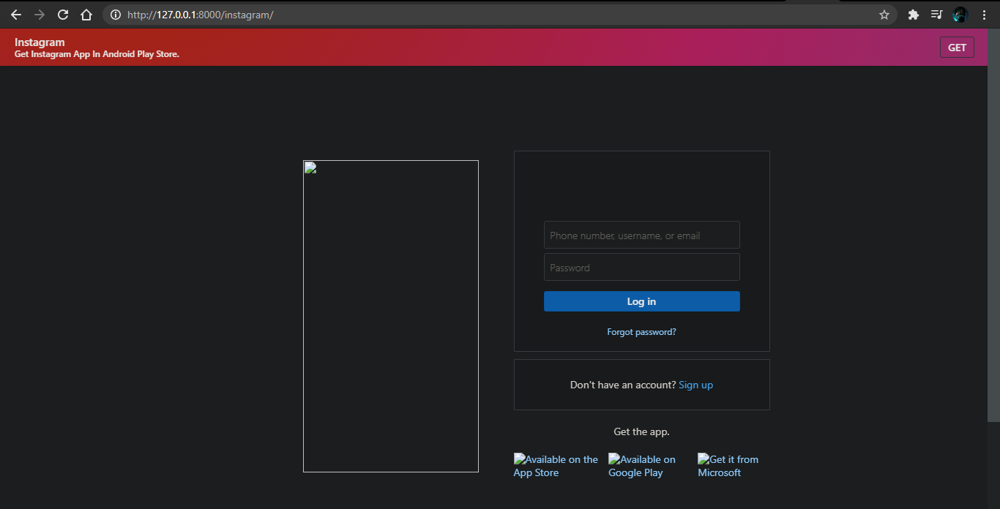 http://127.0.0.1:8000/instagram/
Instagram
Get Instagram App In Android Play Store.
GET
Phone number, username, or email
Password
Log in
Forgot password?
Don't have an account? Sign up
Get the app.
Available on the
App Store
Available on
Google Play
Get it from
Microsoft